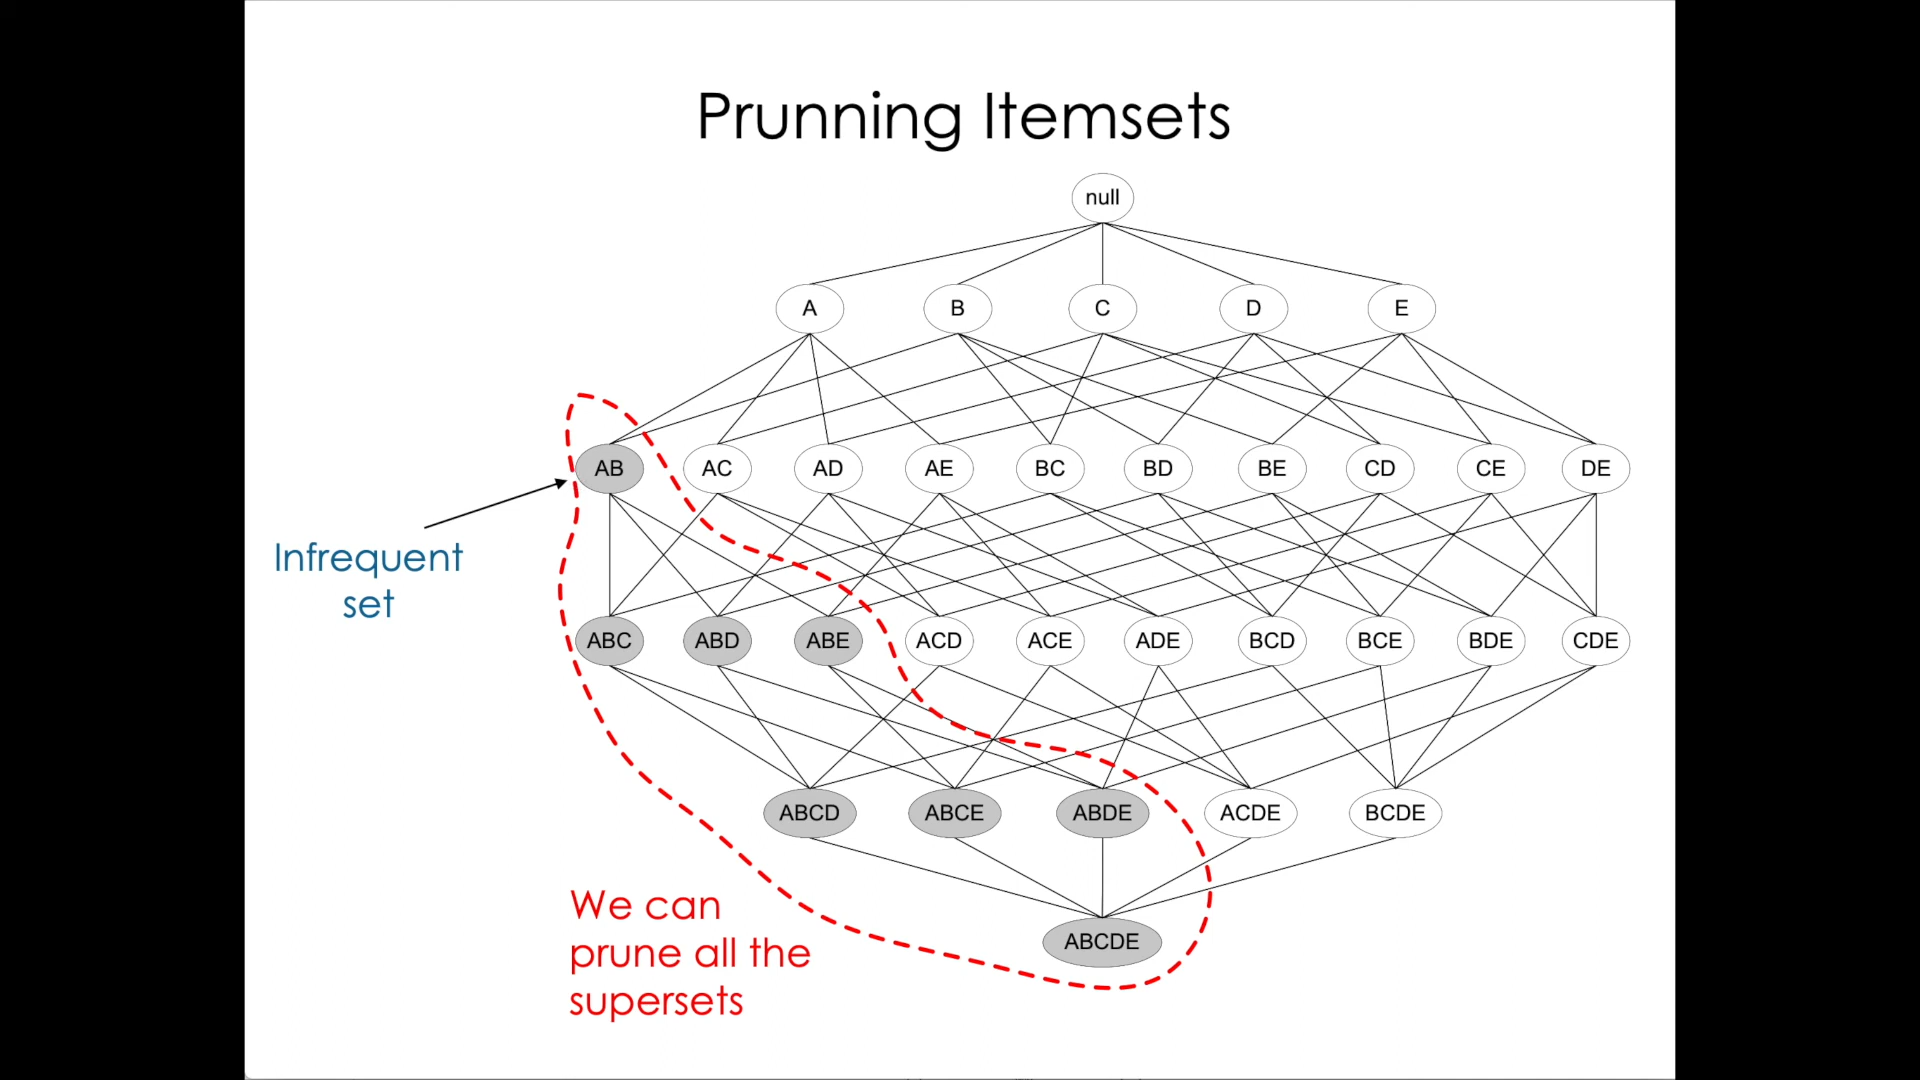 Prunning Itemsets
null
A B C D E
AB AC AD AE BC BD BE CD CE DE
Infrequent
set
ABC ABD ABE ACD ACE ADE BCD BCE BDE CDE
ABCD ABCE ABDE ACDE BCDE
We can
prune all the
supersets
ABCDE